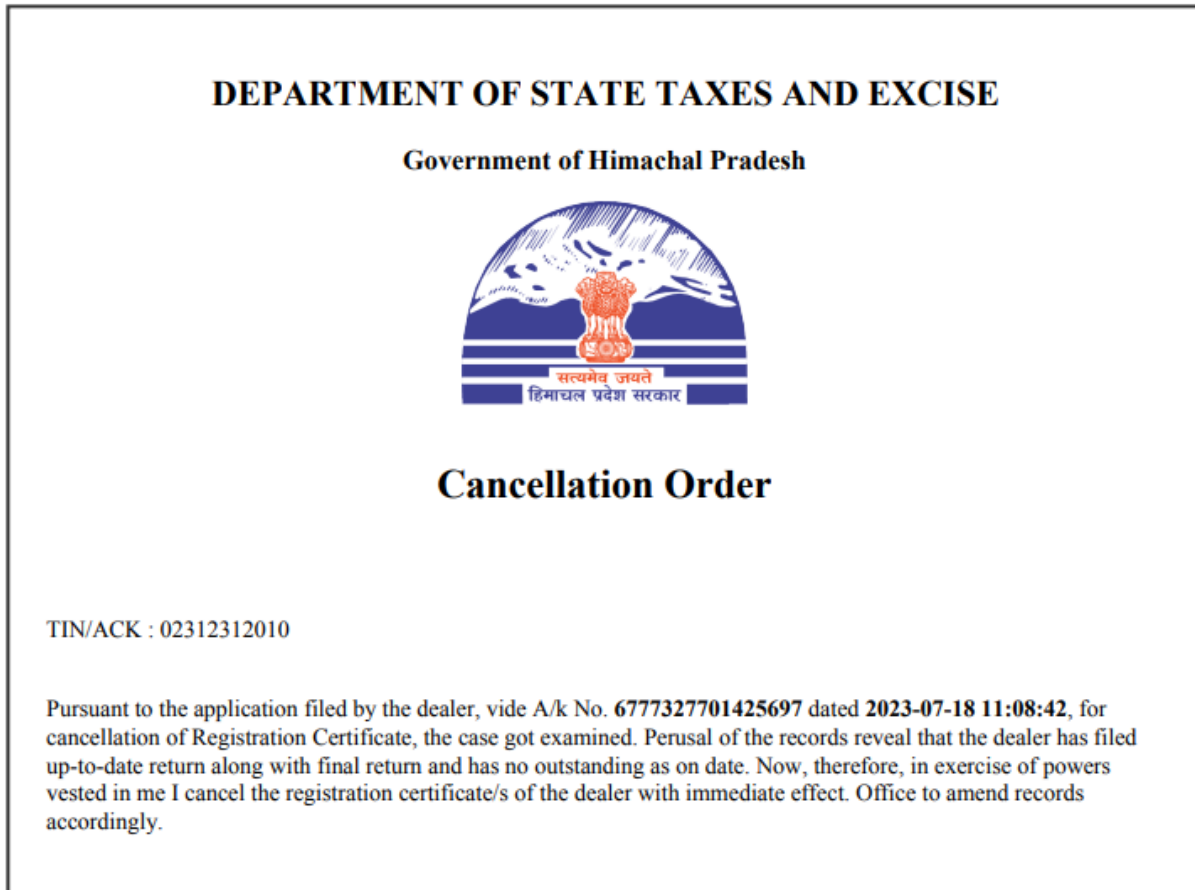 DEPARTMENT OF STATE TAXES AND EXCISE
Government of Himachal Pradesh
सत्यमेव जयते
हिमाचल प्रदेश सरकार
Cancellation Order
TIN/ACK : 02312312010
Pursuant to the application filed by the dealer, vide A/k No. 6777327701425697 dated 2023-07-18 11:08:42, for
cancellation of Registration Certificate, the case got examined. Perusal of the records reveal that the dealer has filed
up-to-date return along with final return and has no outstanding as on date. Now, therefore, in exercise of powers
vested in me I cancel the registration certificate/s of the dealer with immediate effect. Office to amend records
accordingly.